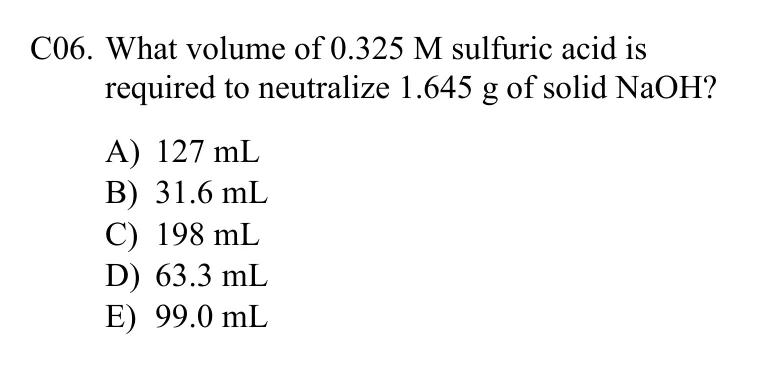 C06. What volume of 0.325 M sulfuric acid is
required to neutralize 1.645 g of solid NaOH?
A) 127 mL
B) 31.6 mL
C) 198 mL
D) 63.3 mL
E) 99.0 mL